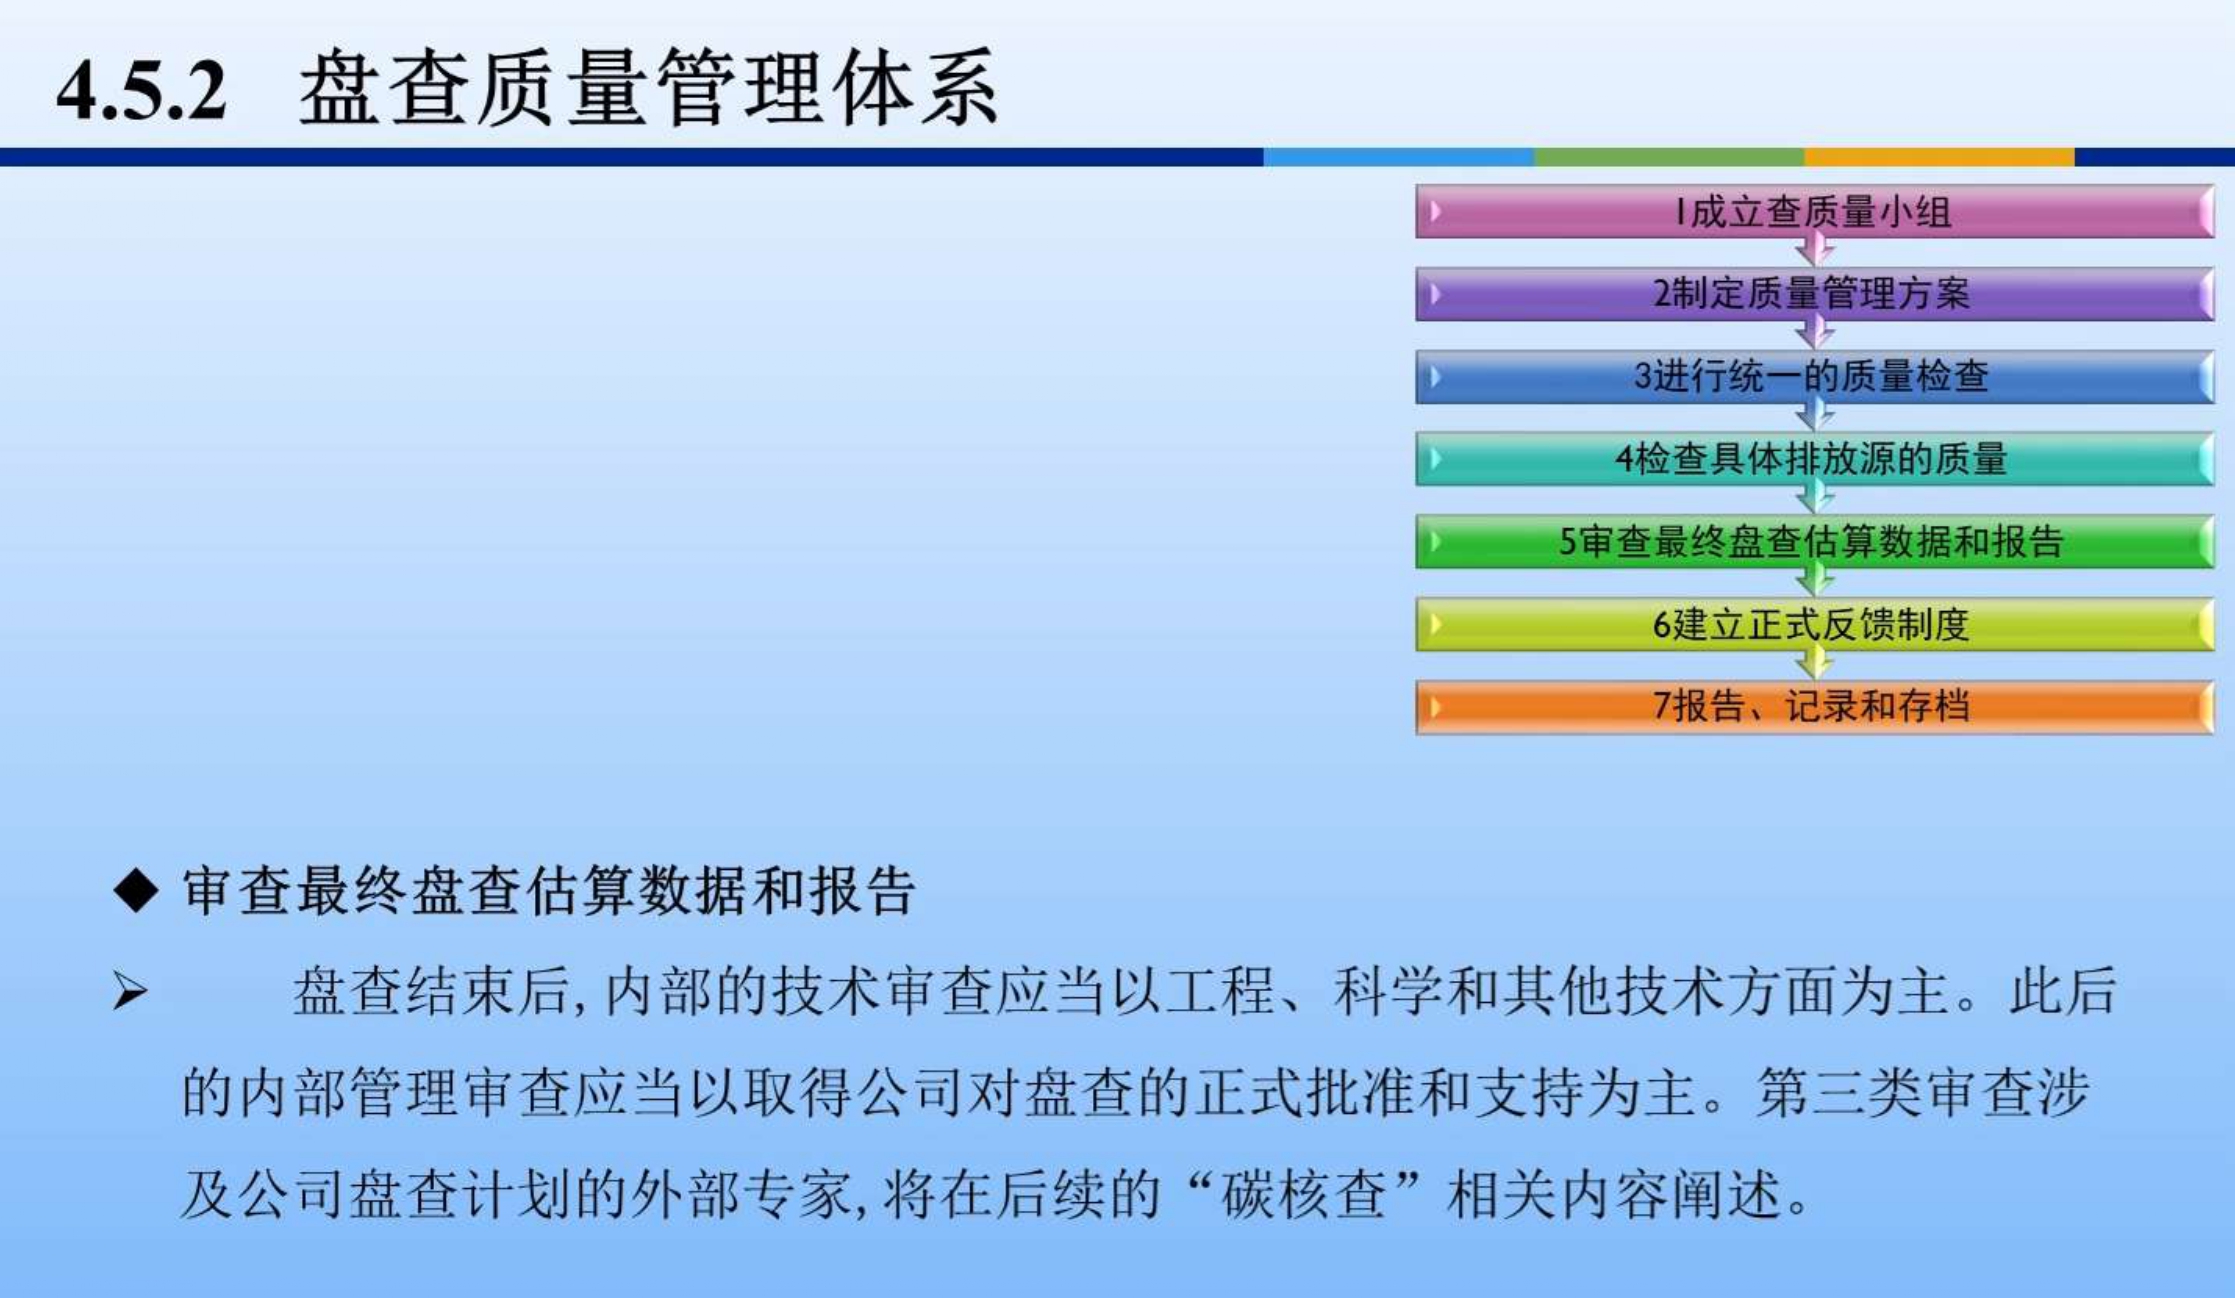 4.5.2 盘查质量管理体系
1成立查质量小组
2制定质量管理方案
3进行统一的质量检查
4检查具体排放源的质量
5审查最终盘查估算数据和报告
6建立正式反馈制度
7报告、记录和存档
◆ 审查最终盘查估算数据和报告
➢ 盘查结束后,内部的技术审查应当以工程、科学和其他技术方面为主。此后
的内部管理审查应当以取得公司对盘查的正式批准和支持为主。第三类审查涉
及公司盘查计划的外部专家,将在后续的“碳核查”相关内容阐述。